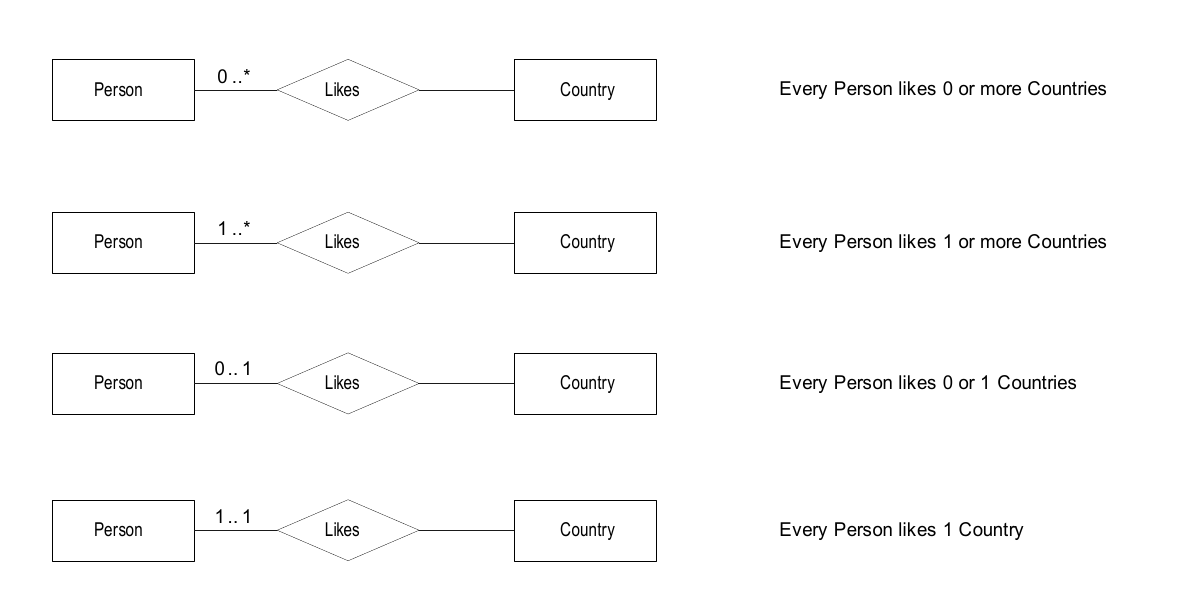 0 ..*
Person Likes Country Every Person likes 0 or more Countries
1 ..*
Person Likes Country Every Person likes 1 or more Countries
0 .. 1
Person Likes Country Every Person likes 0 or 1 Countries
1 .. 1
Person Likes Country Every Person likes 1 Country